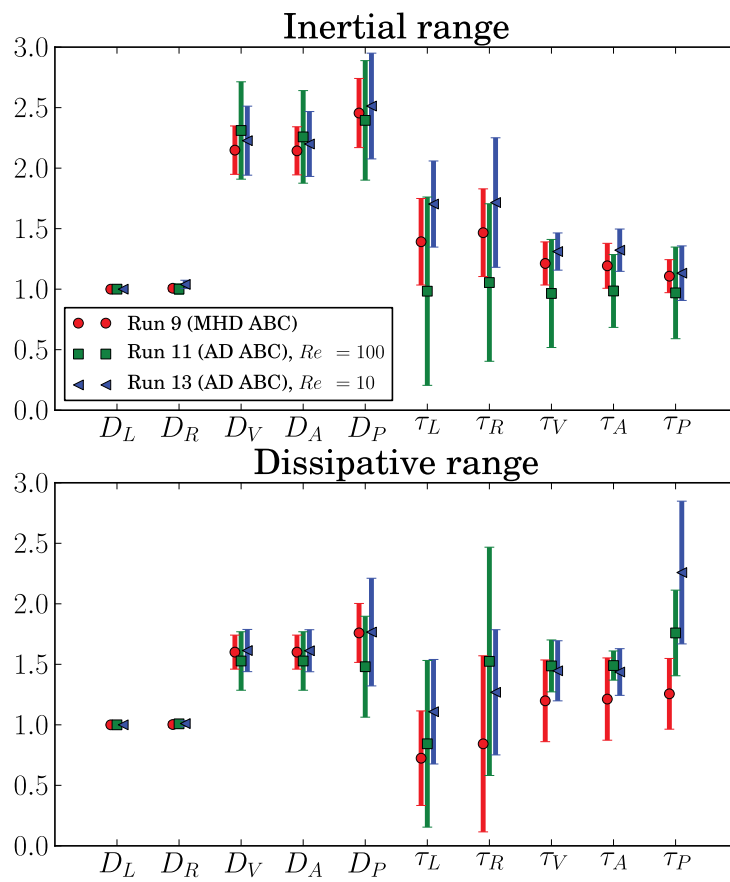 Inertial range
3.0
2.5
2.0
1.5
1.0
0.5
0.0
Run 9 (MHD ABC)
Run 11 (AD ABC), Re = 100
Run 13 (AD ABC), Re = 10
D_L D_R D_V D_A D_P τ_L τ_R τ_V τ_A τ_P
Dissipative range
3.0
2.5
2.0
1.5
1.0
0.5
0.0
D_L D_R D_V D_A D_P τ_L τ_R τ_V τ_A τ_P